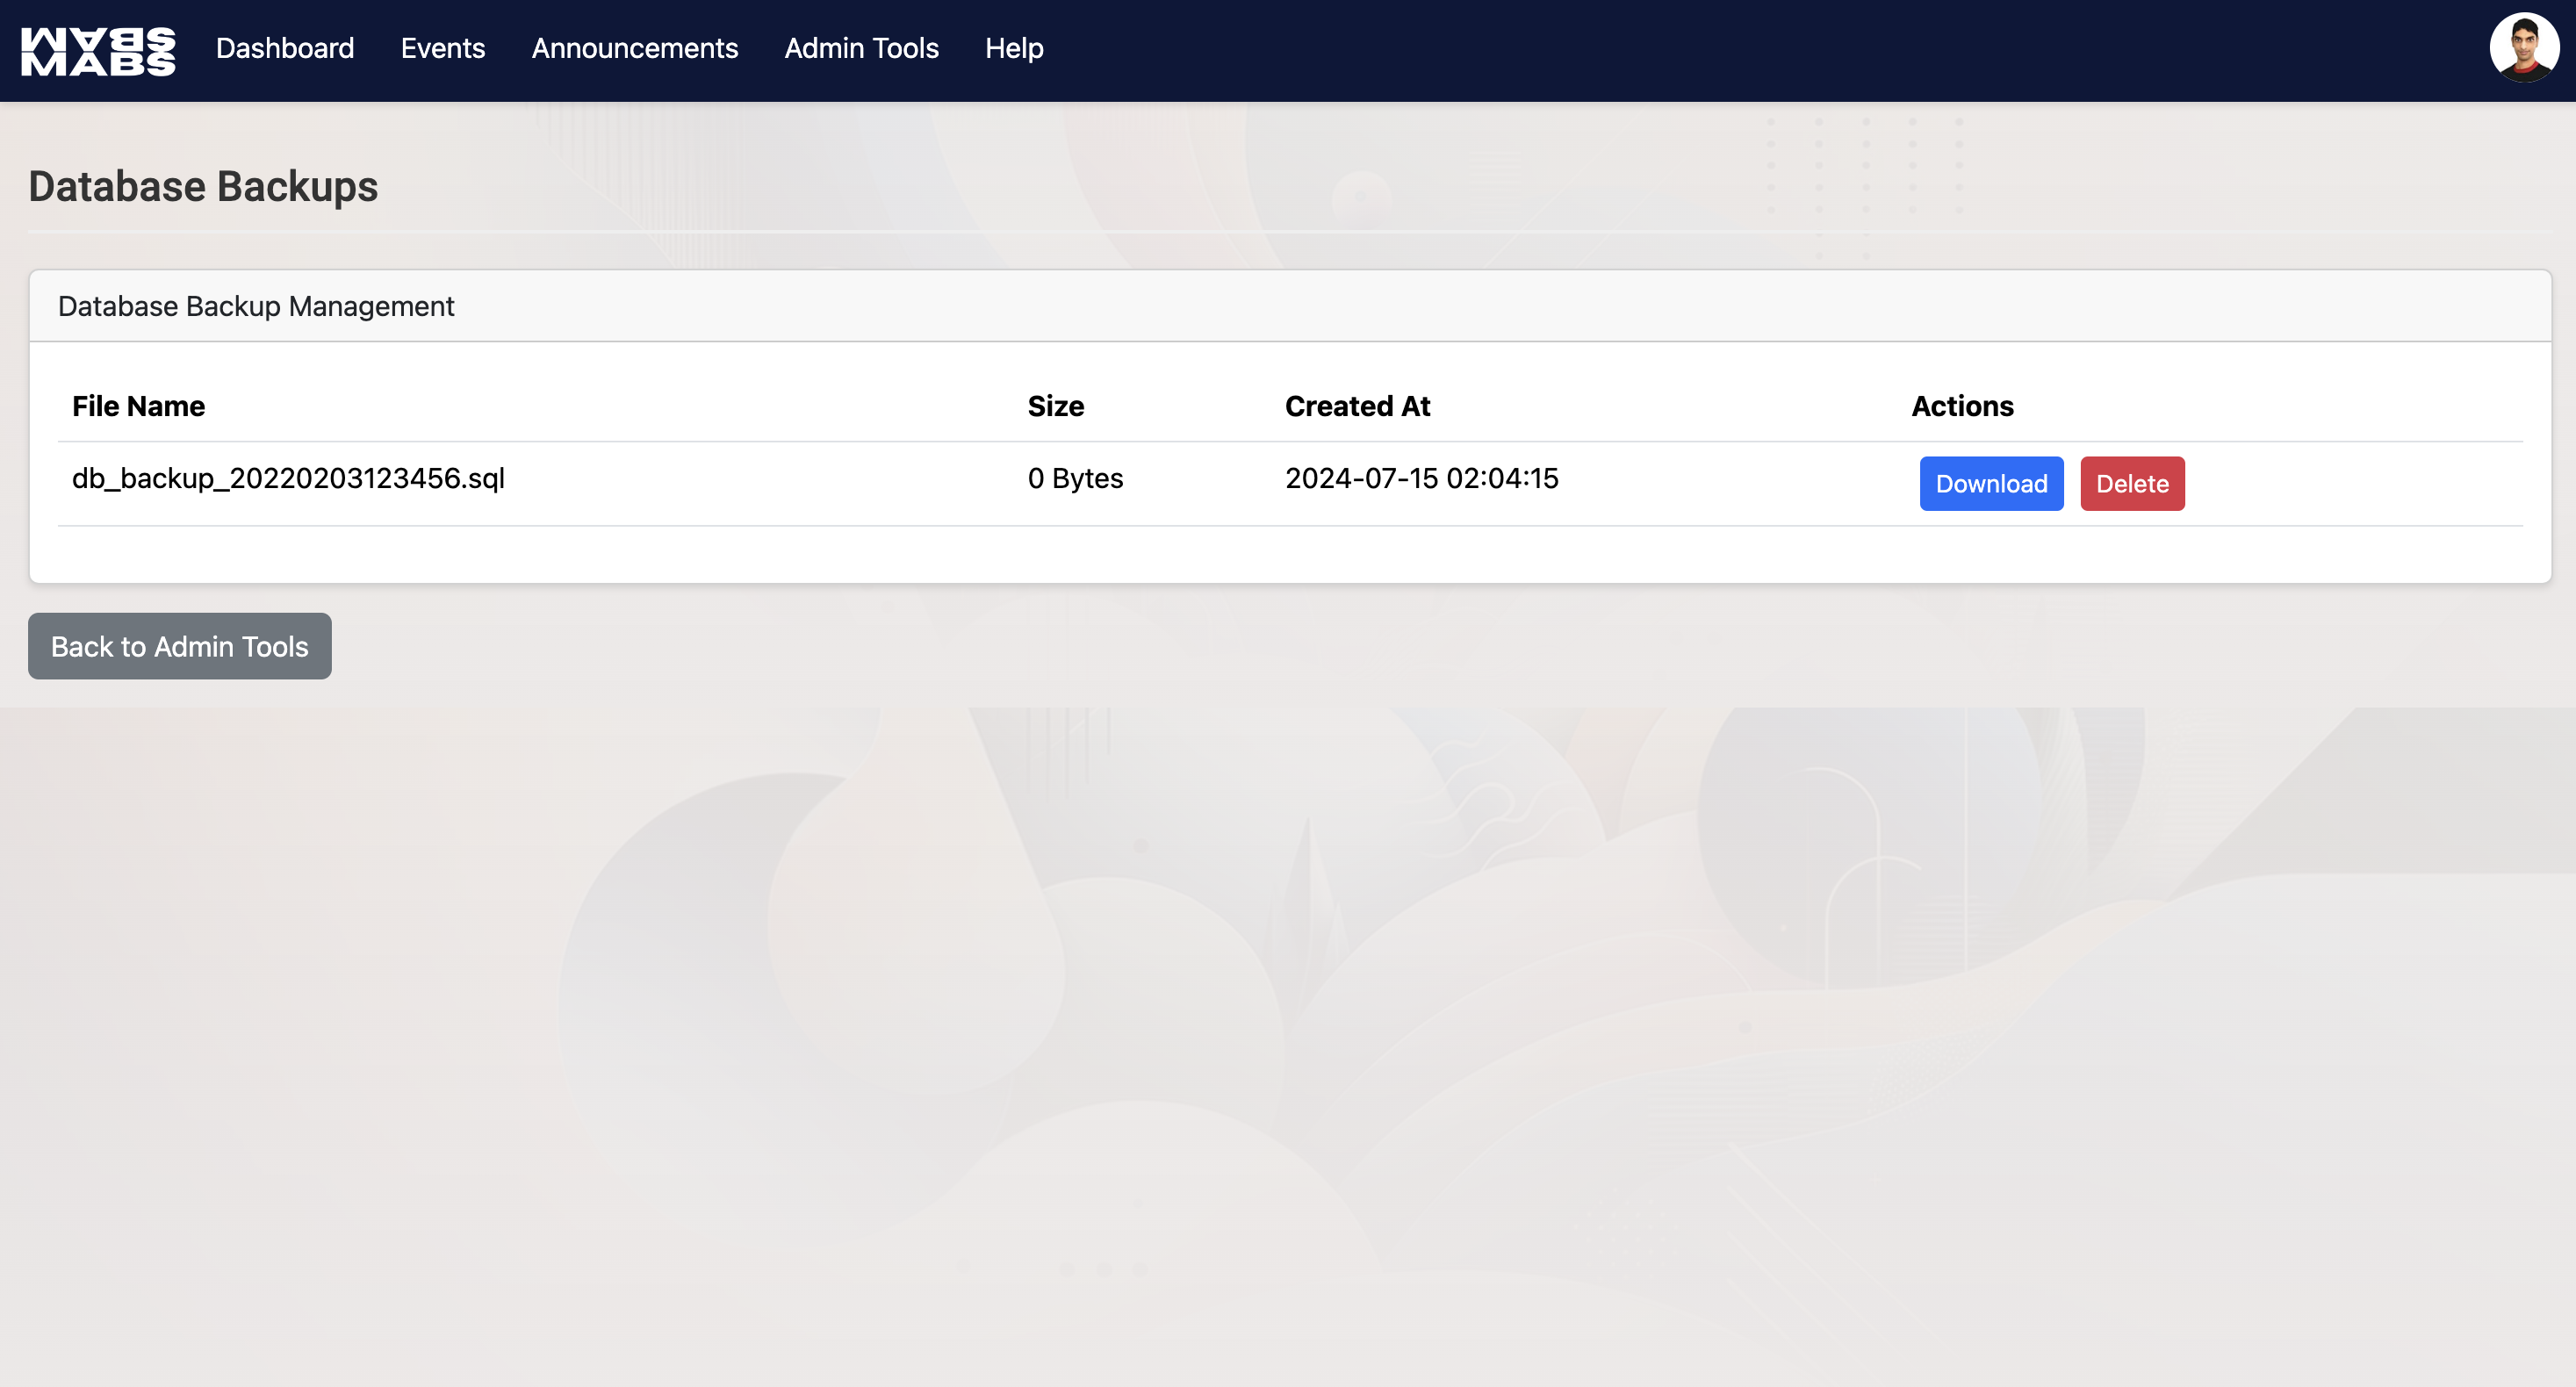 MABS
MABS
Dashboard Events Announcements Admin Tools Help
Database Backups
Database Backup Management
File Name Size Created At Actions
db_backup_20220203123456.sql 0 Bytes 2024-07-15 02:04:15 Download Delete
Back to Admin Tools